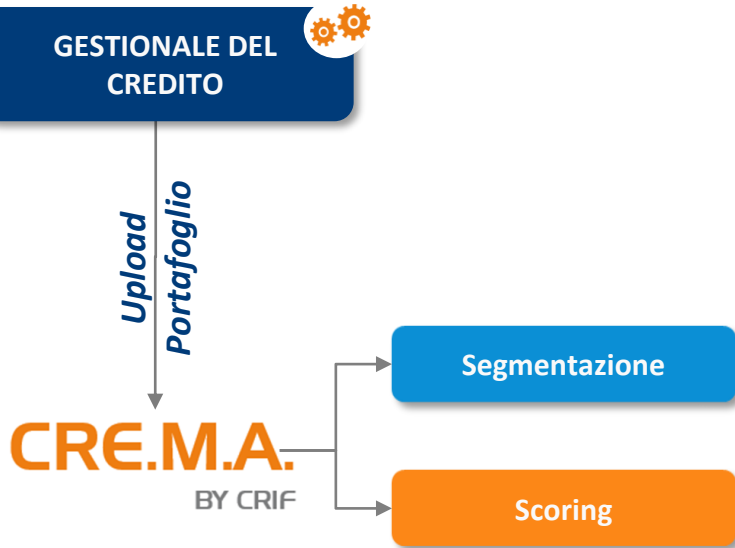 GESTIONALE DEL
CREDITO
Upload
Portafoglio
Segmentazione
CRE.M.A.
BY CRIF
Scoring